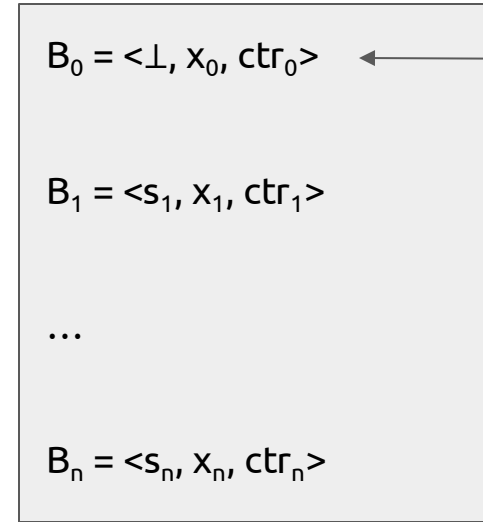 B₀ = <⊥, x₀, ctr₀>
B₁ = <s₁, x₁, ctr₁>
...
Bₙ = <sₙ, xₙ, ctrₙ>